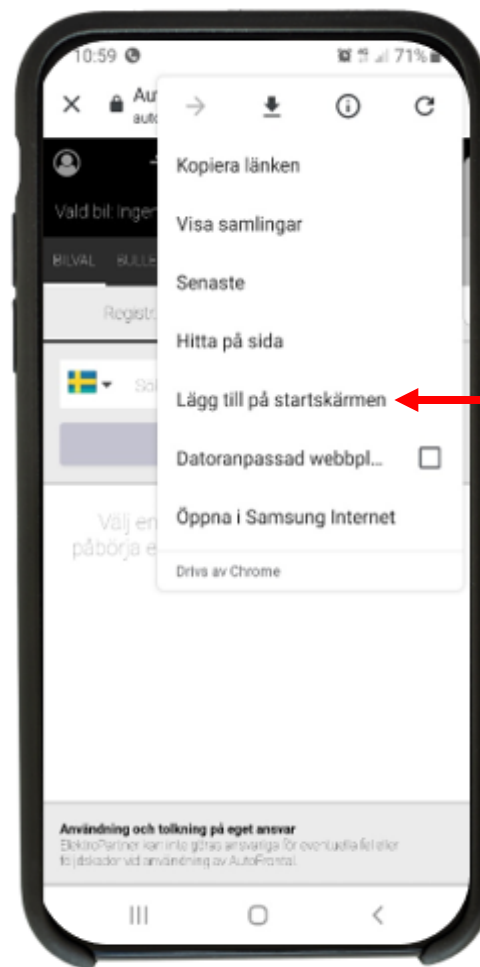 10:59 71%
Au
auto
Kopiera länken
Vald bil: Ingen
Visa samlingar
BILVAL BULLE
Senaste
Registr
Hitta på sida
Sö
Lägg till på startskärmen
Datoranpassad webbpl...
Välj en
Öppna i Samsung Internet
påbörja e
Drivs av Chrome
Användning och tolkning på eget ansvar
ElektroPartner kan inte göras ansvariga för eventuella fel eller
följdskador vid användning av AutoFrontal.